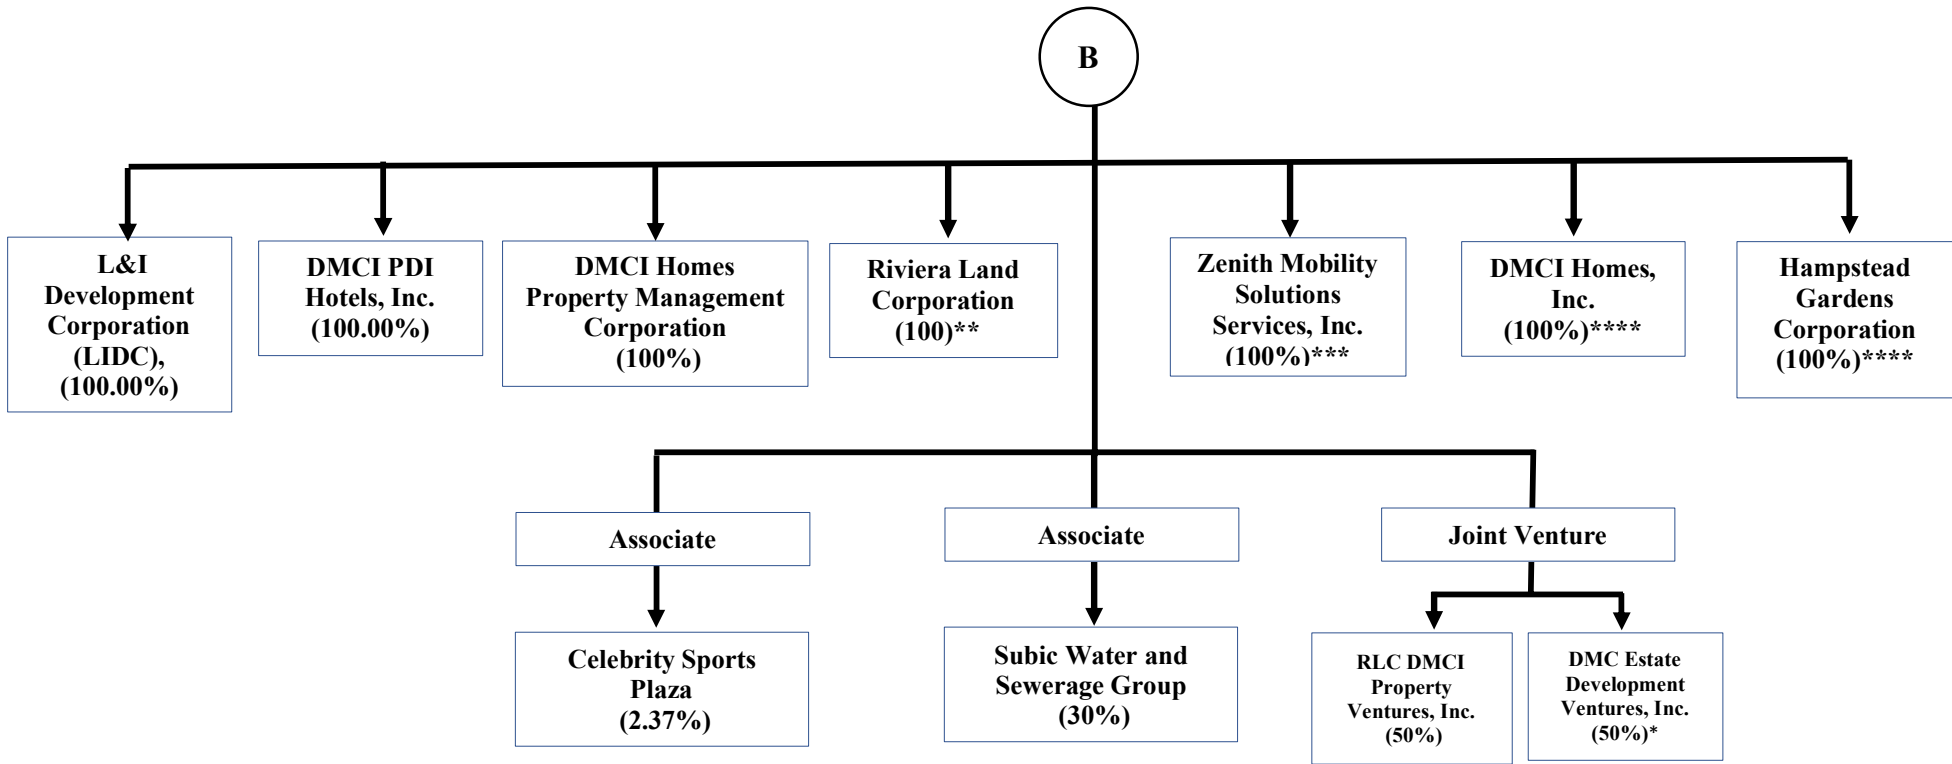 B
L&I
Development
Corporation
(LIDC),
(100.00%)
DMCI PDI
Hotels, Inc.
(100.00%)
DMCI Homes
Property Management
Corporation
(100%)
Riviera Land
Corporation
(100)**
Zenith Mobility
Solutions
Services, Inc.
(100%)***
DMCI Homes,
Inc.
(100%)****
Hampstead
Gardens
Corporation
(100%)****
Associate
Associate
Joint Venture
Celebrity Sports
Plaza
(2.37%)
Subic Water and
Sewerage Group
(30%)
RLC DMCI
Property
Ventures, Inc.
(50%)
DMC Estate
Development
Ventures, Inc.
(50%)*